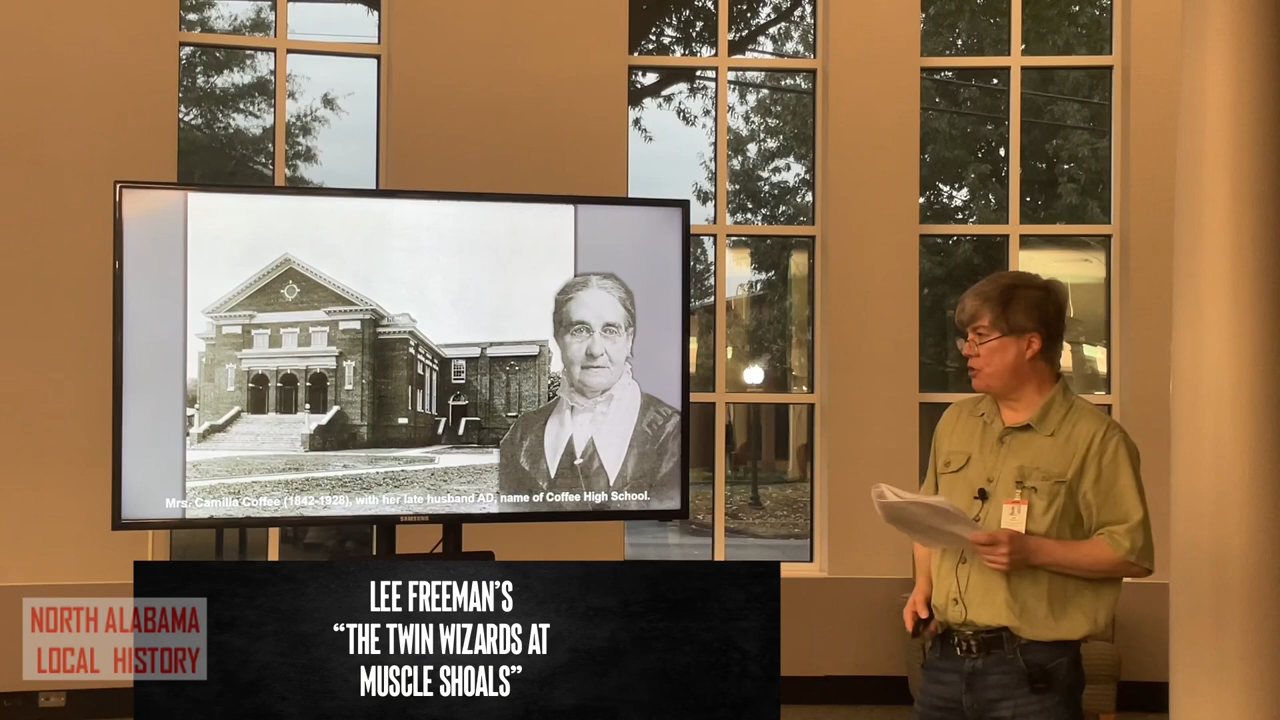 Mrs. Camilla Coffee (1842-1928), with her late husband AD, name of Coffee High School.
SAMSUNG
LEE FREEMAN'S
“THE TWIN WIZARDS AT
MUSCLE SHOALS”
NORTH ALABAMA
LOCAL HISTORY